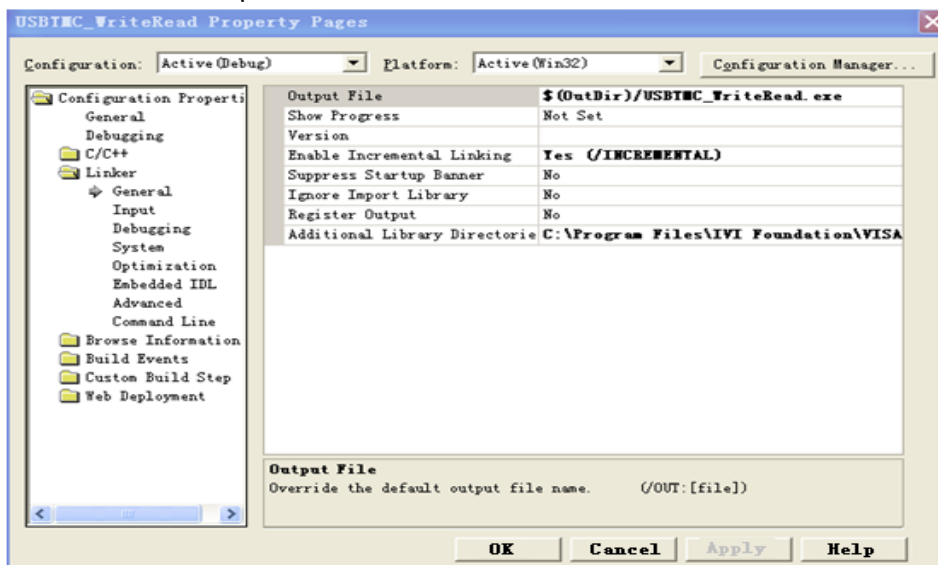 USBTMC_WriteRead Property Pages
Configuration: Active(Debug) Platform: Active(Win32) Configuration Manager...
Configuration Properti
General
Debugging
C/C++
Linker
General
Input
Debugging
System
Optimization
Embedded IDL
Advanced
Command Line
Browse Information
Build Events
Custom Build Step
Web Deployment
Output File $(OutDir)/USBTMC_WriteRead.exe
Show Progress Not Set
Version
Enable Incremental Linking Yes (/INCREMENTAL)
Suppress Startup Banner No
Ignore Import Library No
Register Output No
Additional Library Directorie C:\Program Files\IVI Foundation\VISA
Output File
Override the default output file name. (/OUT:[file])
OK Cancel Apply Help